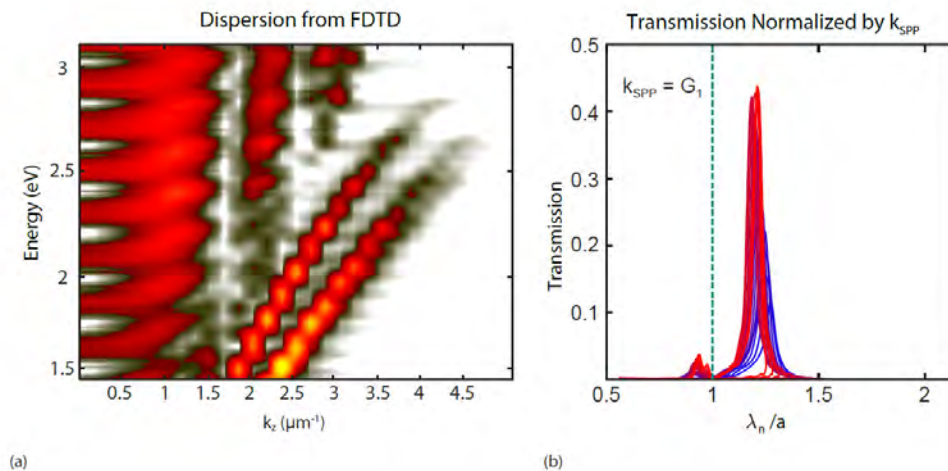 Dispersion from FDTD
3
2.5
2
1.5
Energy (eV)
0.5 1 1.5 2 2.5 3 3.5 4 4.5
k_z (μm⁻¹)
(a)
Transmission Normalized by k_SPP
0.5
0.4
0.3
0.2
0.1
Transmission
k_SPP = G_1
0.5 1 1.5 2
λ_n /a
(b)